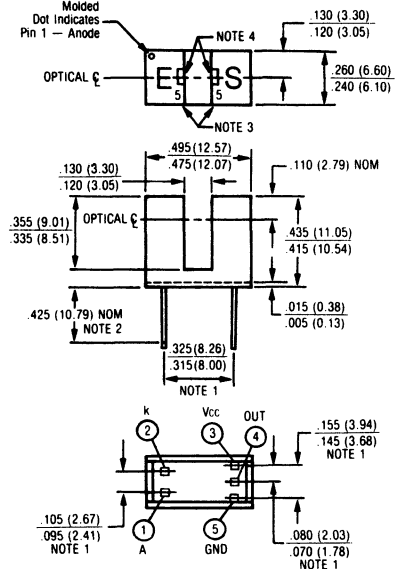 Molded
Dot Indicates
Pin 1 — Anode
NOTE 4
.130 (3.30)
.120 (3.05)
OPTICAL ℄
E
S
5
5
.260 (6.60)
.240 (6.10)
NOTE 3
.495 (12.57)
.475 (12.07)
.130 (3.30)
.120 (3.05)
.110 (2.79) NOM
.355 (9.01)
.335 (8.51)
OPTICAL ℄
.435 (11.05)
.415 (10.54)
.425 (10.79) NOM
NOTE 2
.015 (0.38)
.005 (0.13)
.325(8.26)
.315(8.00)
NOTE 1
k
VCC
OUT
2
3
4
.155 (3.94)
.145 (3.68)
NOTE 1
.105 (2.67)
.095 (2.41)
NOTE 1
1
A
5
GND
.080 (2.03)
.070 (1.78)
NOTE 1